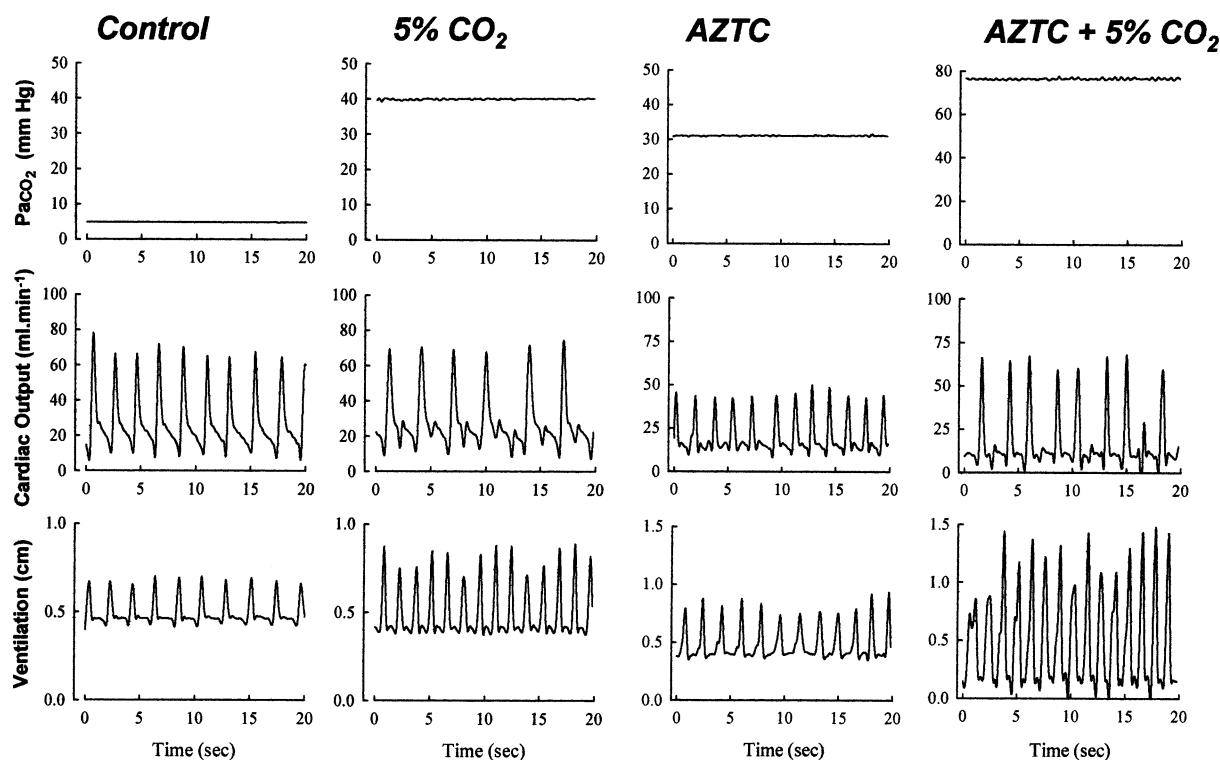 Control 5% CO2 AZTC AZTC + 5% CO2
Paco2 (mm Hg)
50 50 50 80
40 40 40 60
30 30 30 40
20 20 20 20
10 10 10
0 0 0 0
0 5 10 15 20 0 5 10 15 20 0 5 10 15 20 0 5 10 15 20
Cardiac Output (ml.min-1)
100 100 100 100
80 80 75 75
60 60 50 50
40 40 25 25
20 20
0 0 0 0
0 5 10 15 20 0 5 10 15 20 0 5 10 15 20 0 5 10 15 20
Ventilation (cm)
1.0 1.0 1.5 1.5
0.5 0.5 1.0 1.0
0.5 0.5
0.0 0.0 0.0 0.0
0 5 10 15 20 0 5 10 15 20 0 5 10 15 20 0 5 10 15 20
Time (sec) Time (sec) Time (sec) Time (sec)